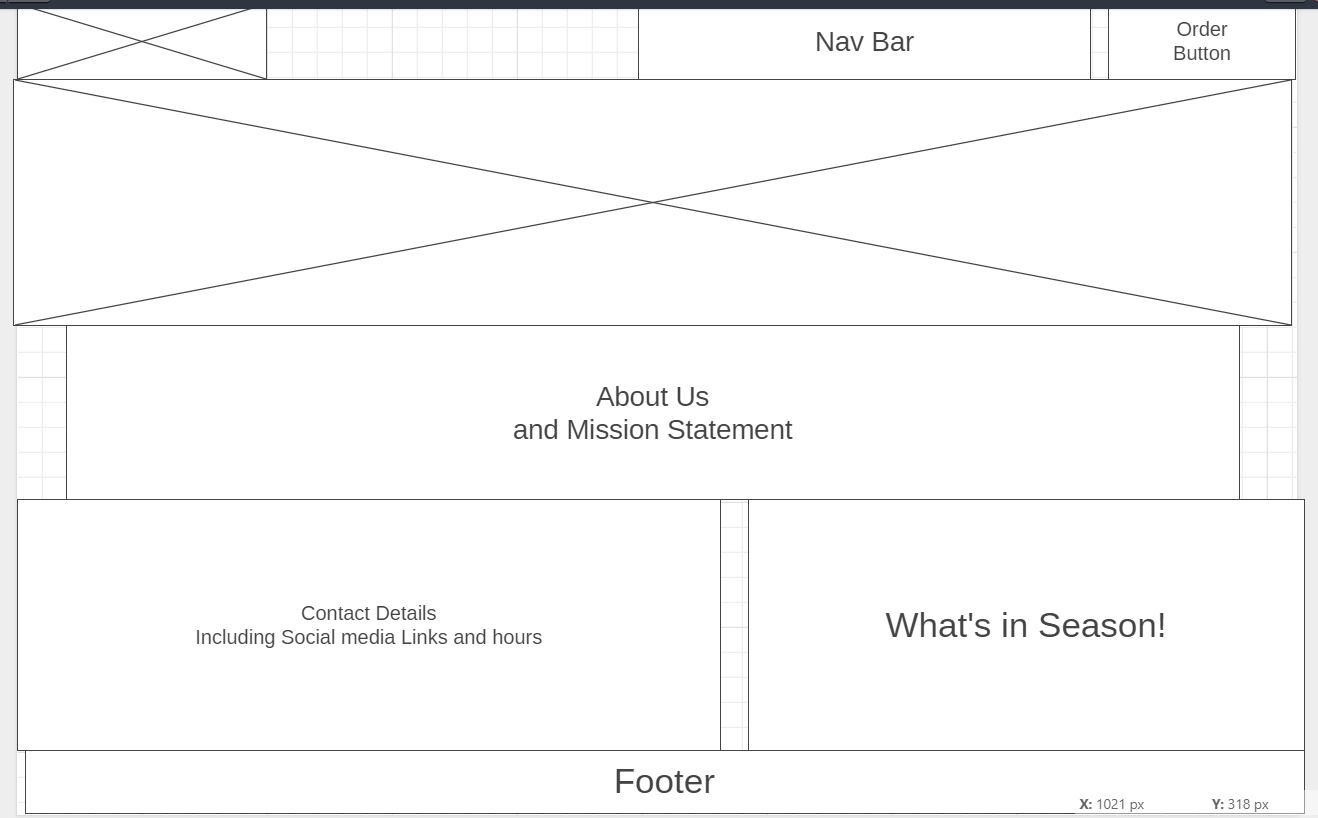 Nav Bar
Order
Button
About Us
and Mission Statement
Contact Details
Including Social media Links and hours
What's in Season!
Footer
X: 1021 px Y: 318 px